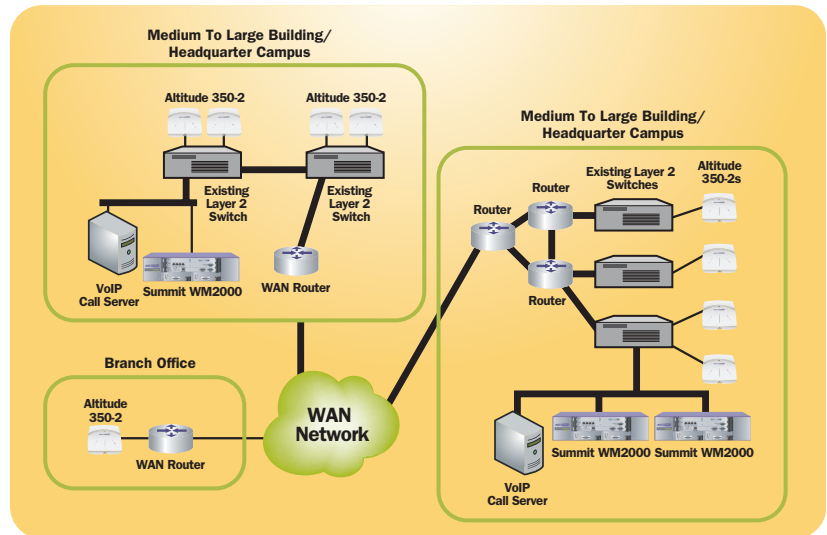 Medium To Large Building/
Headquarter Campus
Altitude 350-2
Altitude 350-2
Existing
Layer 2
Switch
Existing
Layer 2
Switch
VoIP
Call Server
Summit WM2000
WAN Router
Branch Office
Altitude
350-2
WAN Router
WAN
Network
Medium To Large Building/
Headquarter Campus
Router
Router
Router
Existing Layer 2
Switches
Altitude
350-2s
VoIP
Call Server
Summit WM2000
Summit WM2000